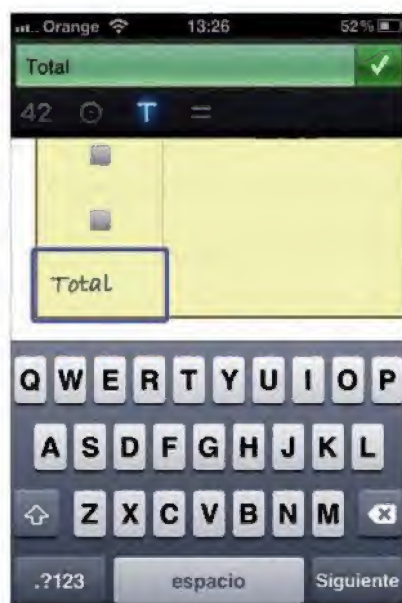 Orange 13:26 52%
Total
42 T =
Total
Q W E R T Y U I O P
A S D F G H J K L
Z X C V B N M
.?123 espacio Siguiente